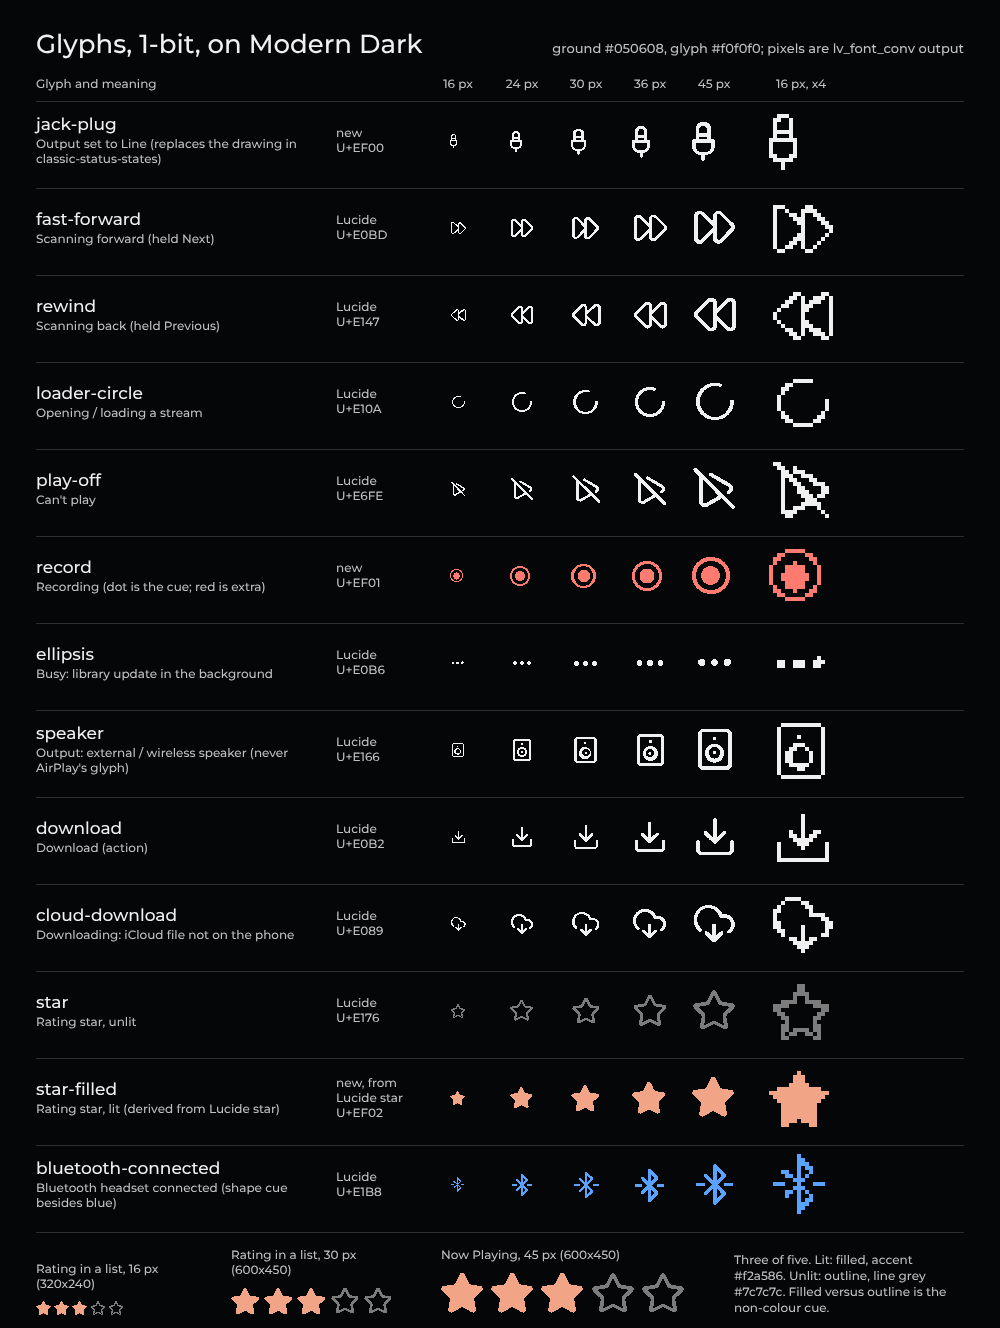 Glyphs, 1-bit, on Modern Dark
ground #050608, glyph #f0f0f0; pixels are lv_font_conv output
Glyph and meaning
16 px
24 px
30 px
36 px
45 px
16 px, x4
jack-plug
Output set to Line (replaces the drawing in
classic-status-states)
new
U+EF00
fast-forward
Scanning forward (held Next)
Lucide
U+E0BD
rewind
Scanning back (held Previous)
Lucide
U+E147
loader-circle
Opening / loading a stream
Lucide
U+E10A
play-off
Can't play
Lucide
U+E6FE
record
Recording (dot is the cue; red is extra)
new
U+EF01
ellipsis
Busy: library update in the background
Lucide
U+E0B6
speaker
Output: external / wireless speaker (never
AirPlay's glyph)
Lucide
U+E166
download
Download (action)
Lucide
U+E0B2
cloud-download
Downloading: iCloud file not on the phone
Lucide
U+E089
star
Rating star, unlit
Lucide
U+E176
star-filled
Rating star, lit (derived from Lucide star)
new, from
Lucide star
U+EF02
bluetooth-connected
Bluetooth headset connected (shape cue
besides blue)
Lucide
U+E1B8
Rating in a list, 16 px
(320x240)
Rating in a list, 30 px
(600x450)
Now Playing, 45 px (600x450)
Three of five. Lit: filled, accent
#f2a586. Unlit: outline, line grey
#7c7c7c. Filled versus outline is the
non-colour cue.